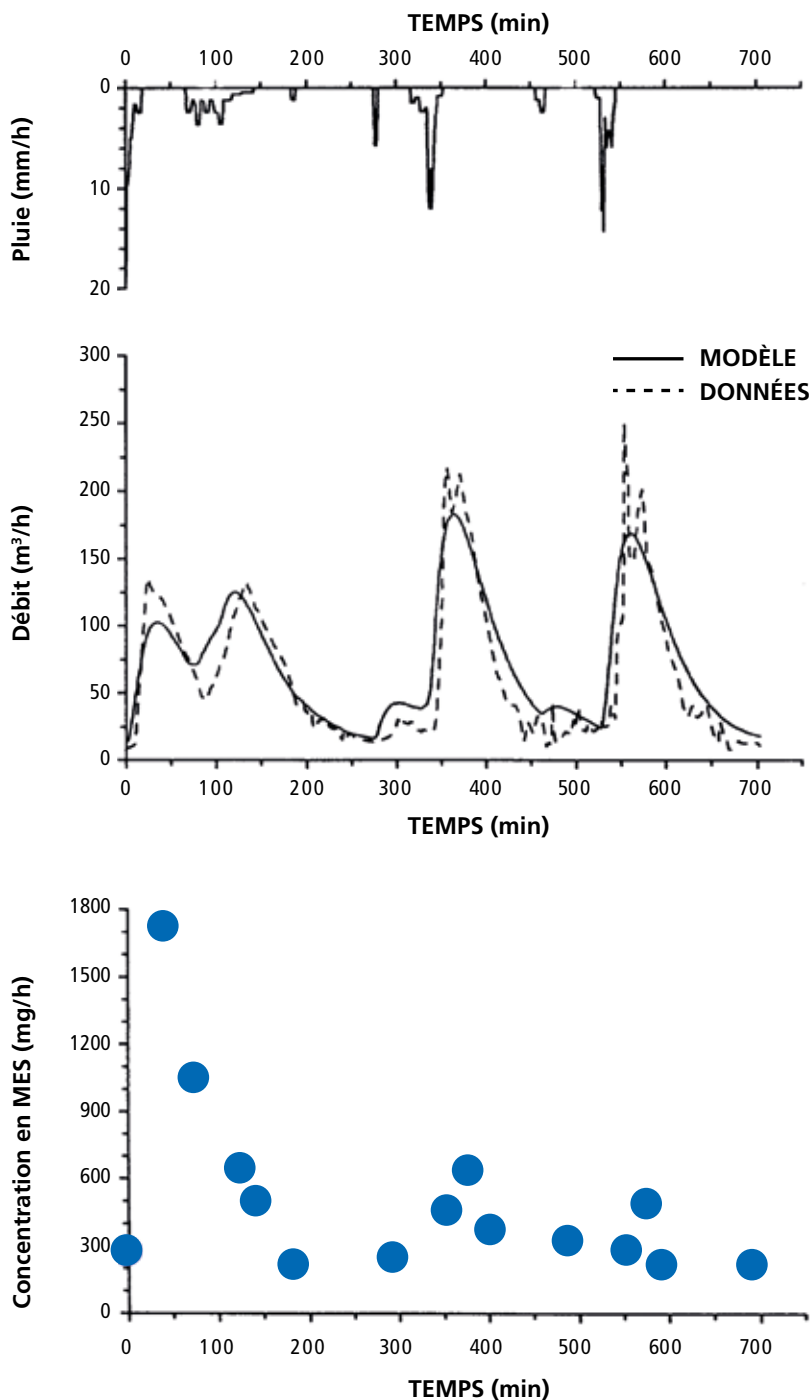 TEMPS (min)
0 100 200 300 400 500 600 700
Pluie (mm/h)
0
10
20
300
250
200
150
100
50
0
Débit (m³/h)
MODÈLE
DONNÉES
0 100 200 300 400 500 600 700
TEMPS (min)
1800
1500
1200
900
600
300
0
Concentration en MES (mg/h)
0 100 200 300 400 500 600 700
TEMPS (min)